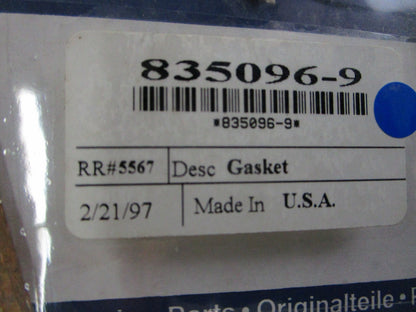 835096-9
*835096-9*
RR#5567 Desc Gasket
2/21/97 Made In U.S.A.
Parts • Originalteile •